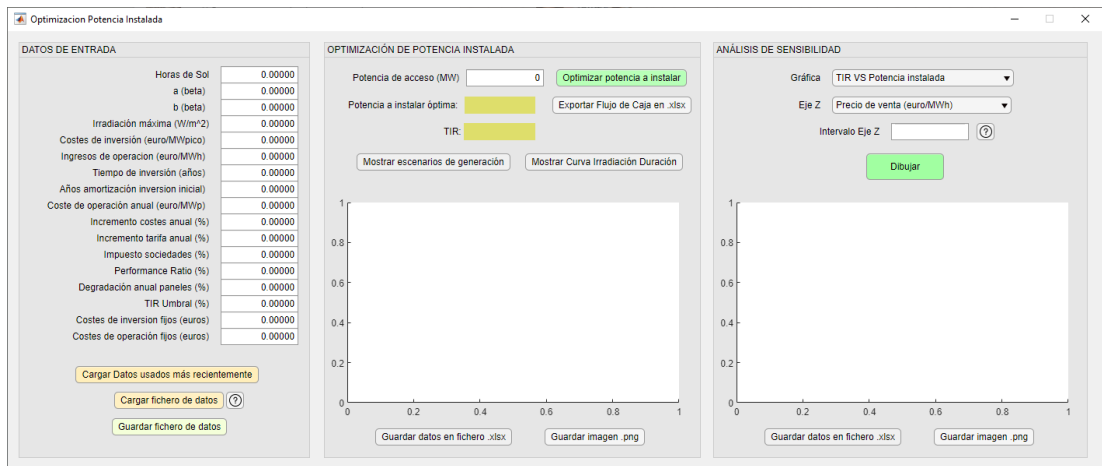 Optimizacion Potencia Instalada
DATOS DE ENTRADA
Horas de Sol 0.00000
a (beta) 0.00000
b (beta) 0.00000
Irradiación máxima (W/m^2) 0.00000
Costes de inversión (euro/MWpico) 0.00000
Ingresos de operacion (euro/MWh) 0.00000
Tiempo de inversión (años) 0.00000
Años amortización inversion inicial) 0.00000
Coste de operación anual (euro/MWp) 0.00000
Incremento costes anual (%) 0.00000
Incremento tarifa anual (%) 0.00000
Impuesto sociedades (%) 0.00000
Performance Ratio (%) 0.00000
Degradación anual paneles (%) 0.00000
TIR Umbral (%) 0.00000
Costes de inversion fijos (euros) 0.00000
Costes de operación fijos (euros) 0.00000
Cargar Datos usados más recientemente
Cargar fichero de datos ?
Guardar fichero de datos
OPTIMIZACIÓN DE POTENCIA INSTALADA
Potencia de acceso (MW) 0 Optimizar potencia a instalar
Potencia a instalar óptima: Exportar Flujo de Caja en .xlsx
TIR:
Mostrar escenarios de generación Mostrar Curva Irradiación Duración
1
0.8
0.6
0.4
0.2
0
0 0.2 0.4 0.6 0.8 1
Guardar datos en fichero .xlsx Guardar imagen .png
ANÁLISIS DE SENSIBILIDAD
Gráfica TIR VS Potencia instalada
Eje Z Precio de venta (euro/MWh)
Intervalo Eje Z ?
Dibujar
1
0.8
0.6
0.4
0.2
0
0 0.2 0.4 0.6 0.8 1
Guardar datos en fichero .xlsx Guardar imagen .png